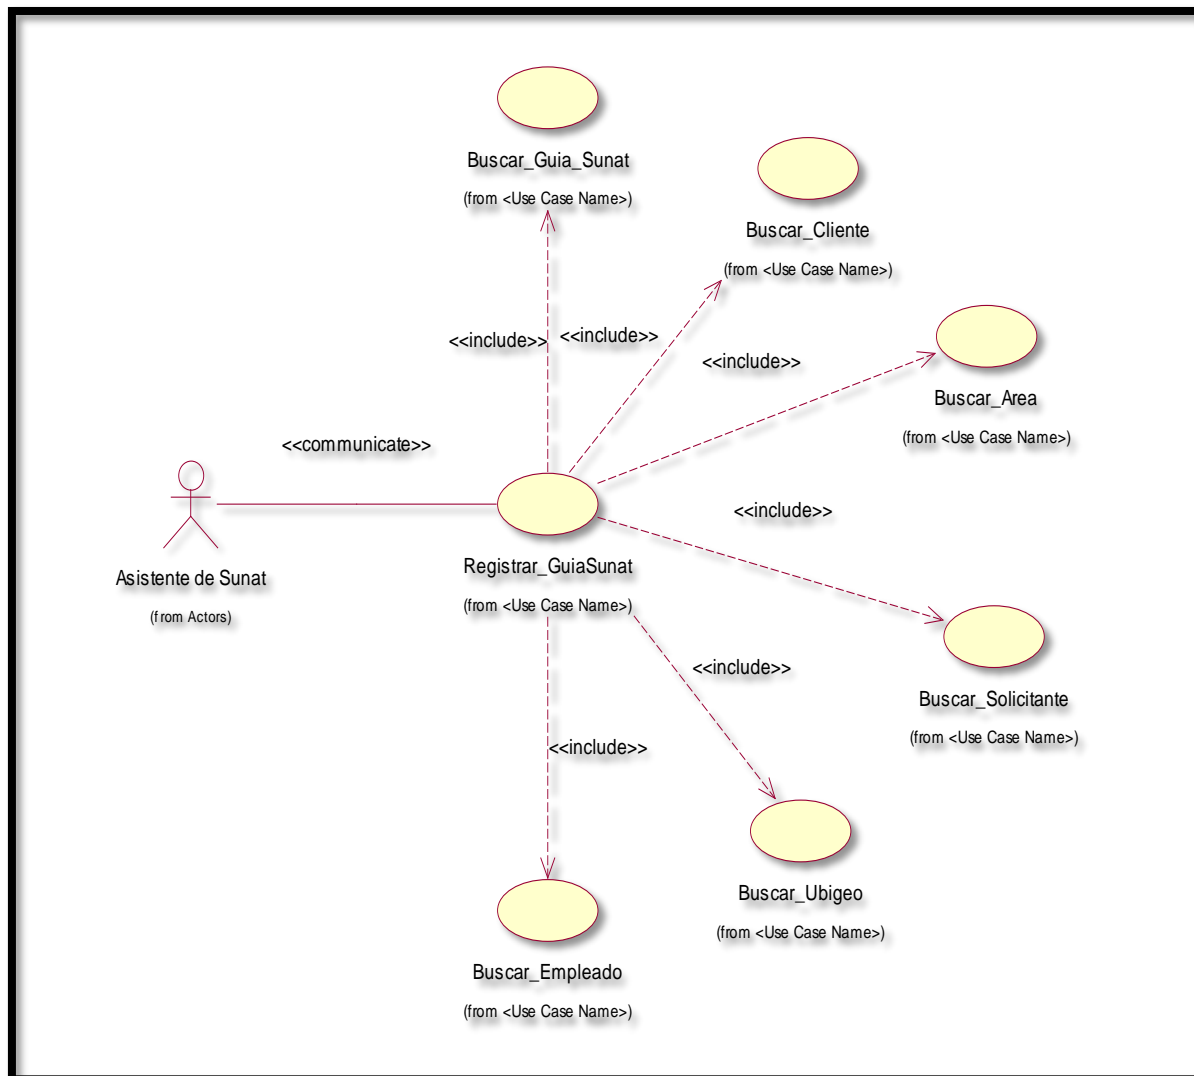 Buscar_Guia_Sunat
(from <Use Case Name>)
Buscar_Cliente
(from <Use Case Name>)
<<include>>
<<include>>
<<include>>
Buscar_Area
(from <Use Case Name>)
<<communicate>>
<<include>>
Asistente de Sunat
(from Actors)
Registrar_GuiaSunat
(from <Use Case Name>)
<<include>>
Buscar_Solicitante
(from <Use Case Name>)
<<include>>
Buscar_Ubigeo
(from <Use Case Name>)
Buscar_Empleado
(from <Use Case Name>)